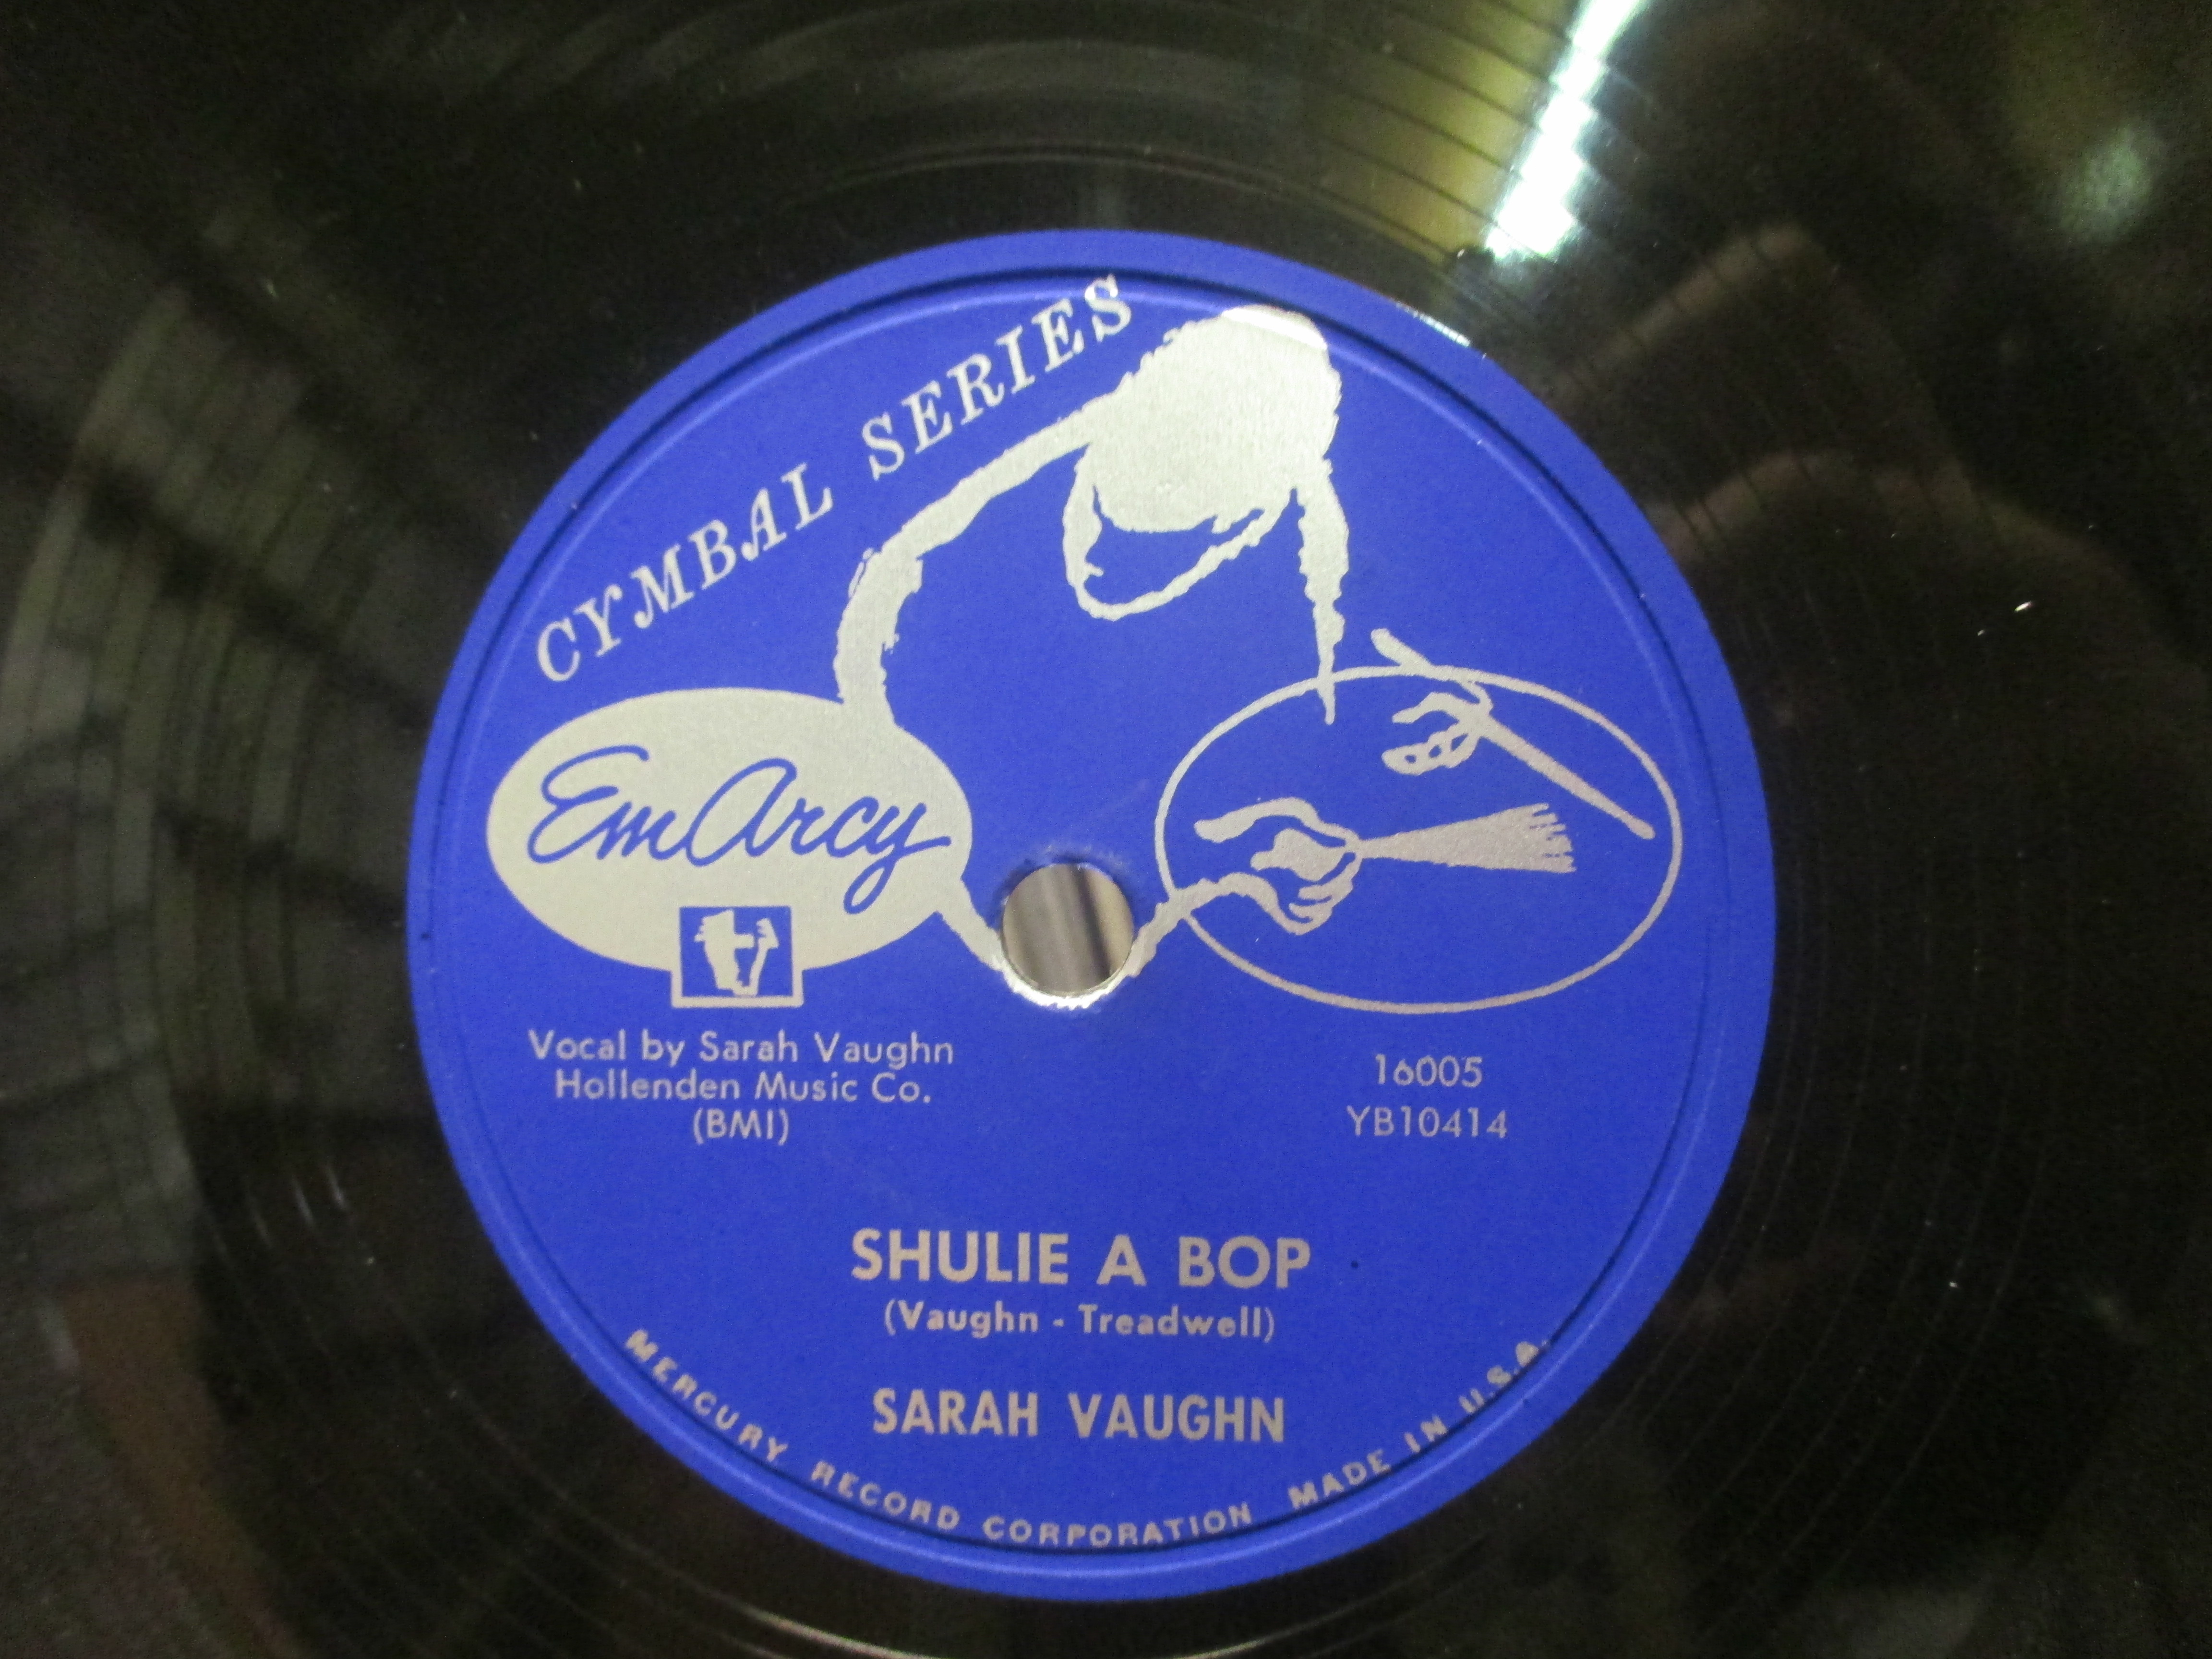 CYMBAL SERIES
EmArcy
Vocal by Sarah Vaughn
Hollenden Music Co.
(BMI)
16005
YB10414
SHULIE A BOP
(Vaughn - Treadwell)
SARAH VAUGHN
MERCURY RECORD CORPORATION MADE IN U.S.A.